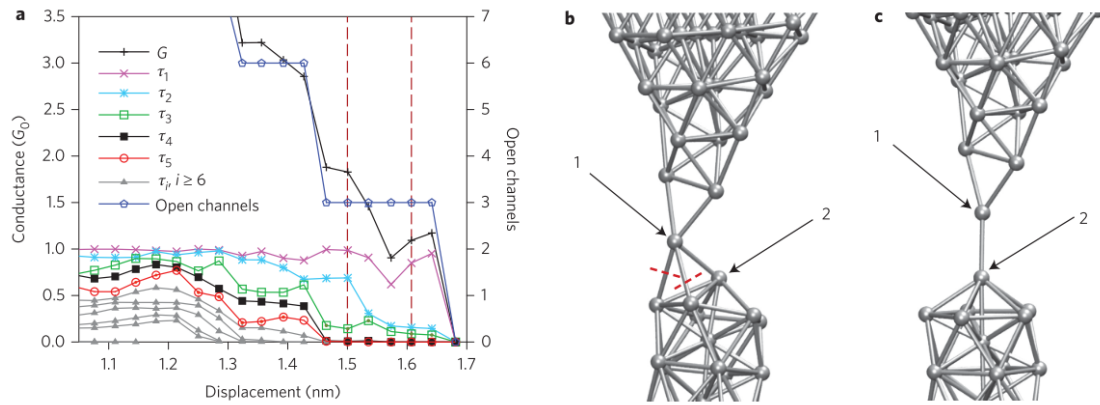 a
Conductance (G₀)
3.5
3.0
2.5
2.0
1.5
1.0
0.5
0.0
G
τ₁
τ₂
τ₃
τ₄
τ₅
τᵢ, i ≥ 6
Open channels
7
6
5
4
3
2
1
0
Open channels
1.1 1.2 1.3 1.4 1.5 1.6 1.7
Displacement (nm)
b
1
2
c
1
2